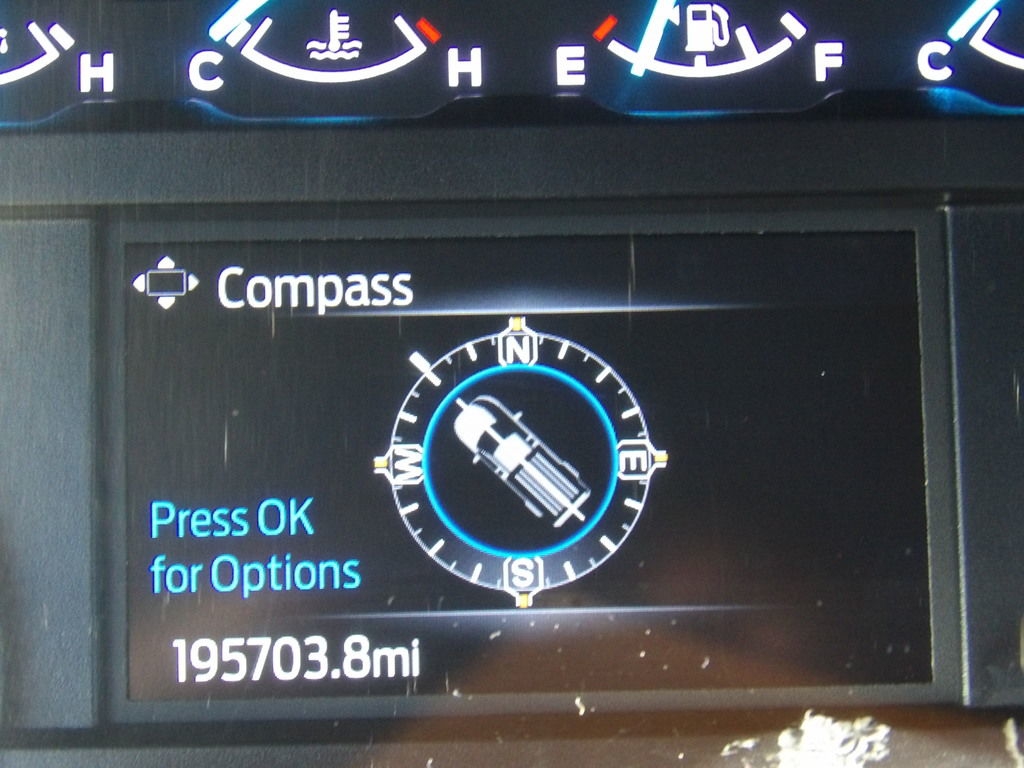 H C H E F C
Compass
N
W E
S
Press OK
for Options
195703.8mi